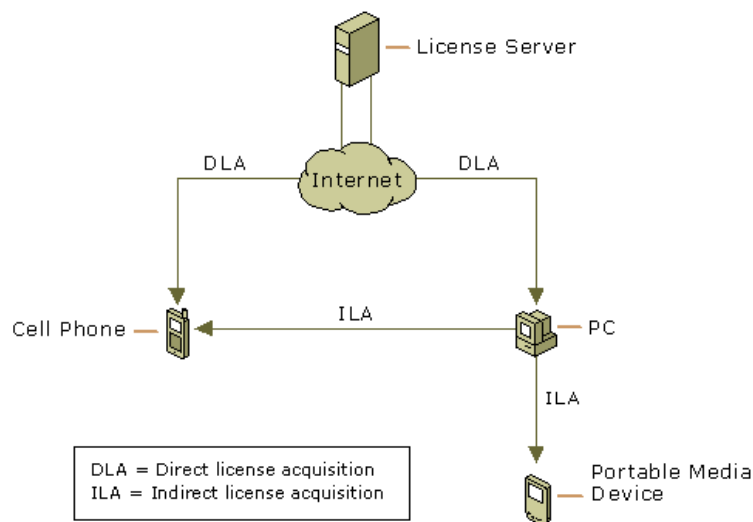 License Server
DLA
DLA
Internet
Cell Phone
ILA
PC
ILA
DLA = Direct license acquisition
ILA = Indirect license acquisition
Portable Media
Device